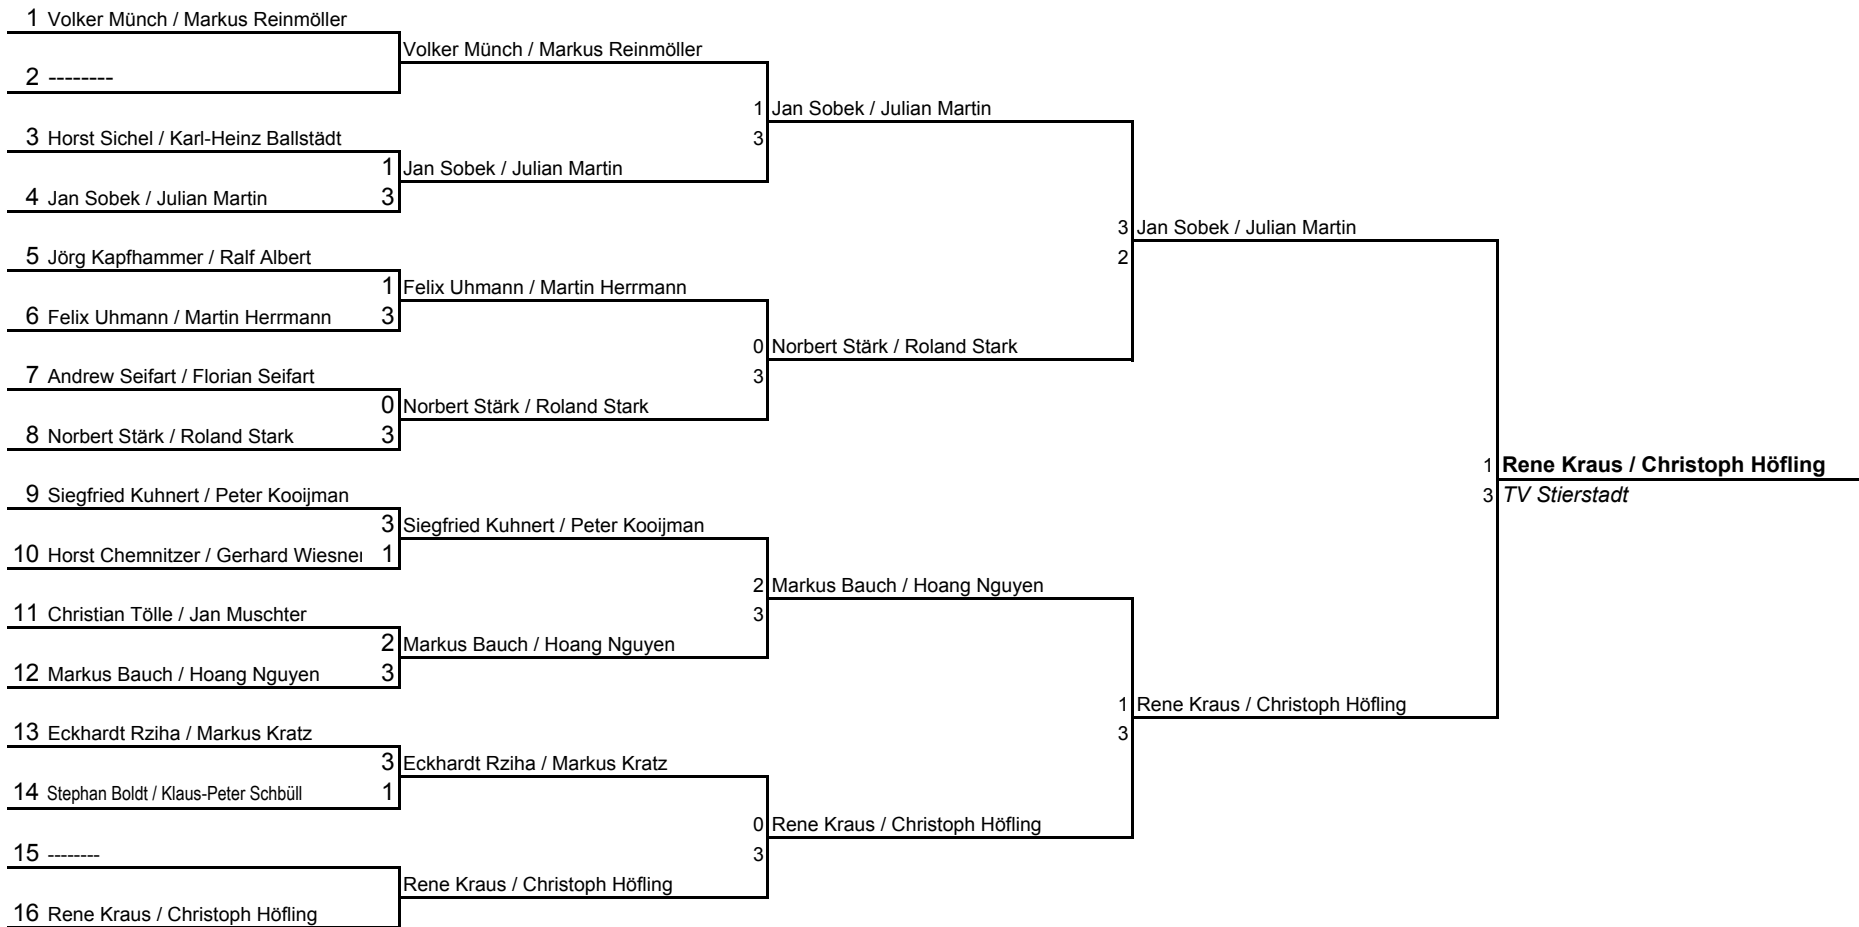 1 Volker Münch / Markus Reinmöller
Volker Münch / Markus Reinmöller
2 --------
1 Jan Sobek / Julian Martin
3 Horst Sichel / Karl-Heinz Ballstädt
3
1 Jan Sobek / Julian Martin
4 Jan Sobek / Julian Martin 3
3 Jan Sobek / Julian Martin
5 Jörg Kapfhammer / Ralf Albert
2
1 Felix Uhmann / Martin Herrmann
6 Felix Uhmann / Martin Herrmann 3
0 Norbert Stärk / Roland Stark
7 Andrew Seifart / Florian Seifart
3
0 Norbert Stärk / Roland Stark
8 Norbert Stärk / Roland Stark 3
1 Rene Kraus / Christoph Höfling
9 Siegfried Kuhnert / Peter Kooijman
3 TV Stierstadt
3 Siegfried Kuhnert / Peter Kooijman
10 Horst Chemnitzer / Gerhard Wiesner 1
2 Markus Bauch / Hoang Nguyen
11 Christian Tölle / Jan Muschter
3
2 Markus Bauch / Hoang Nguyen
12 Markus Bauch / Hoang Nguyen 3
1 Rene Kraus / Christoph Höfling
13 Eckhardt Rziha / Markus Kratz
3
3 Eckhardt Rziha / Markus Kratz
14 Stephan Boldt / Klaus-Peter Schbüll 1
0 Rene Kraus / Christoph Höfling
15 --------
3
Rene Kraus / Christoph Höfling
16 Rene Kraus / Christoph Höfling